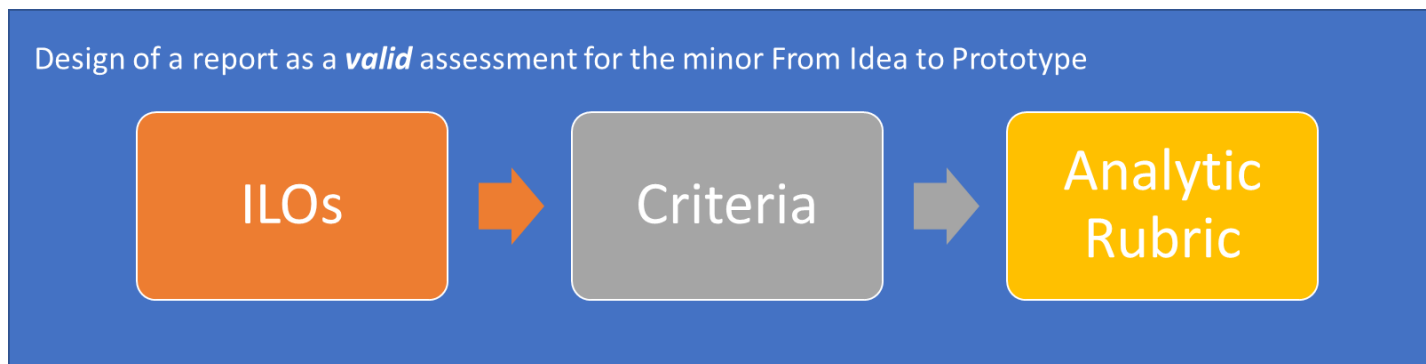 Design of a report as a valid assessment for the minor From Idea to Prototype
ILOs
Criteria
Analytic
Rubric